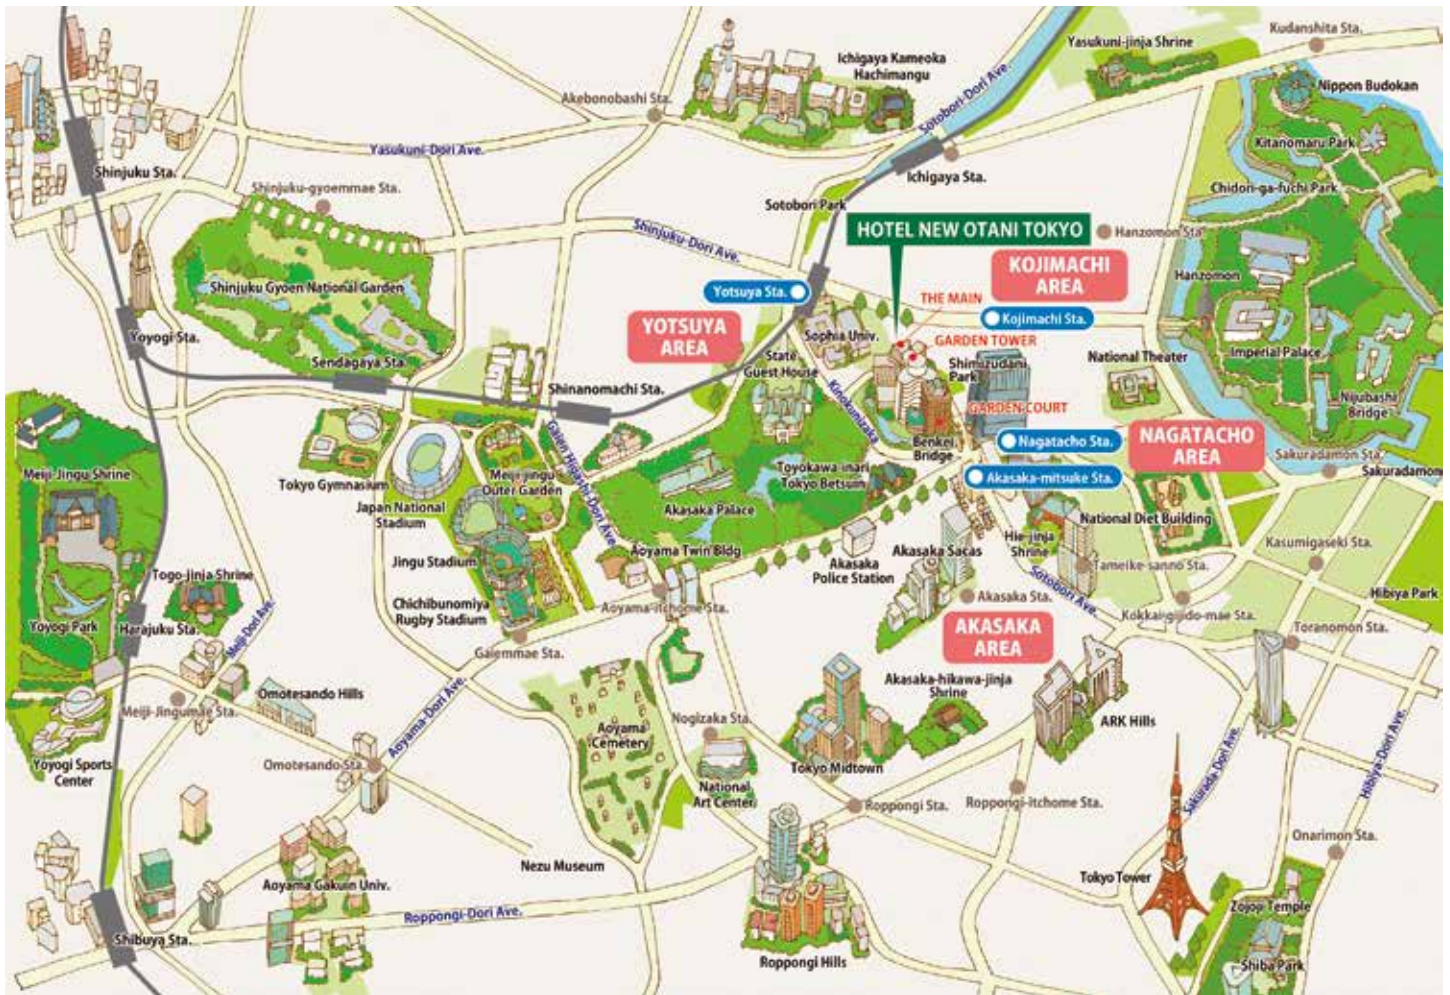 Kudanshita Sta.
Yasukuni-jinja Shrine
Ichigaya Kameoka
Hachimangu
Sotobori-Dori Ave.
Nippon Budokan
Akebonobashi Sta.
Kitanomaru Park
Yasukuni-Dori Ave.
Shinjuku Sta.
Ichigaya Sta.
Shinjuku-gyoemmae Sta.
Chidori-ga-fuchi Park
Sotobori Park
HOTEL NEW OTANI TOKYO
Hanzomon Sta.
Shinjuku-Dori Ave.
KOJIMACHI
AREA
Hanzomon
Shinjuku Gyoen National Garden
Yotsuya Sta.
THE MAIN
Kojimachi Sta.
YOTSUYA
AREA
Yoyogi Sta.
Sophia Univ.
GARDEN TOWER
Imperial Palace
Sendagaya Sta.
State
Guest House
Shimizudani
Park
National Theater
Shinanomachi Sta.
Kinokunizaka
Nijubashi
Bridge
GARDEN COURT
Gaien Higashi-Dori Ave.
Benkei
Bridge
Nagatacho Sta.
NAGATACHO
AREA
Sakuradamon Sta.
Meiji-Jingu Shrine
Meiji-jingu
Outer Garden
Toyokawa-inari
Tokyo Betsuin
Akasaka-mitsuke Sta.
Sakuradamon
Tokyo Gymnasium
Japan National
Stadium
Akasaka Palace
National Diet Building
Hie-jinja
Shrine
Kasumigaseki Sta.
Jingu Stadium
Aoyama Twin Bldg
Akasaka
Police Station
Akasaka Sacas
Tameike-sanno Sta.
Togo-jinja Shrine
Sotobori Ave.
Hibiya Park
Chichibunomiya
Rugby Stadium
Aoyama-itchome Sta.
Akasaka Sta.
Kokkai-gijido-mae Sta.
Yoyogi Park
Harajuku Sta.
Meiji-Dori Ave.
Toranomon Sta.
AKASAKA
AREA
Gaiemmae Sta.
Omotesando Hills
Akasaka-hikawa-jinja
Shrine
Meiji-Jingumae Sta.
Aoyama-Dori Ave.
Aoyama
Cemetery
Nogizaka Sta.
ARK Hills
Yoyogi Sports
Center
Omotesando Sta.
Tokyo Midtown
Sakurada-Dori Ave.
Hibiya-Dori Ave.
National
Art Center
Roppongi Sta.
Roppongi-itchome Sta.
Onarimon Sta.
Nezu Museum
Aoyama Gakuin Univ.
Tokyo Tower
Roppongi-Dori Ave.
Zojoji Temple
Shibuya Sta.
Roppongi Hills
Shiba Park